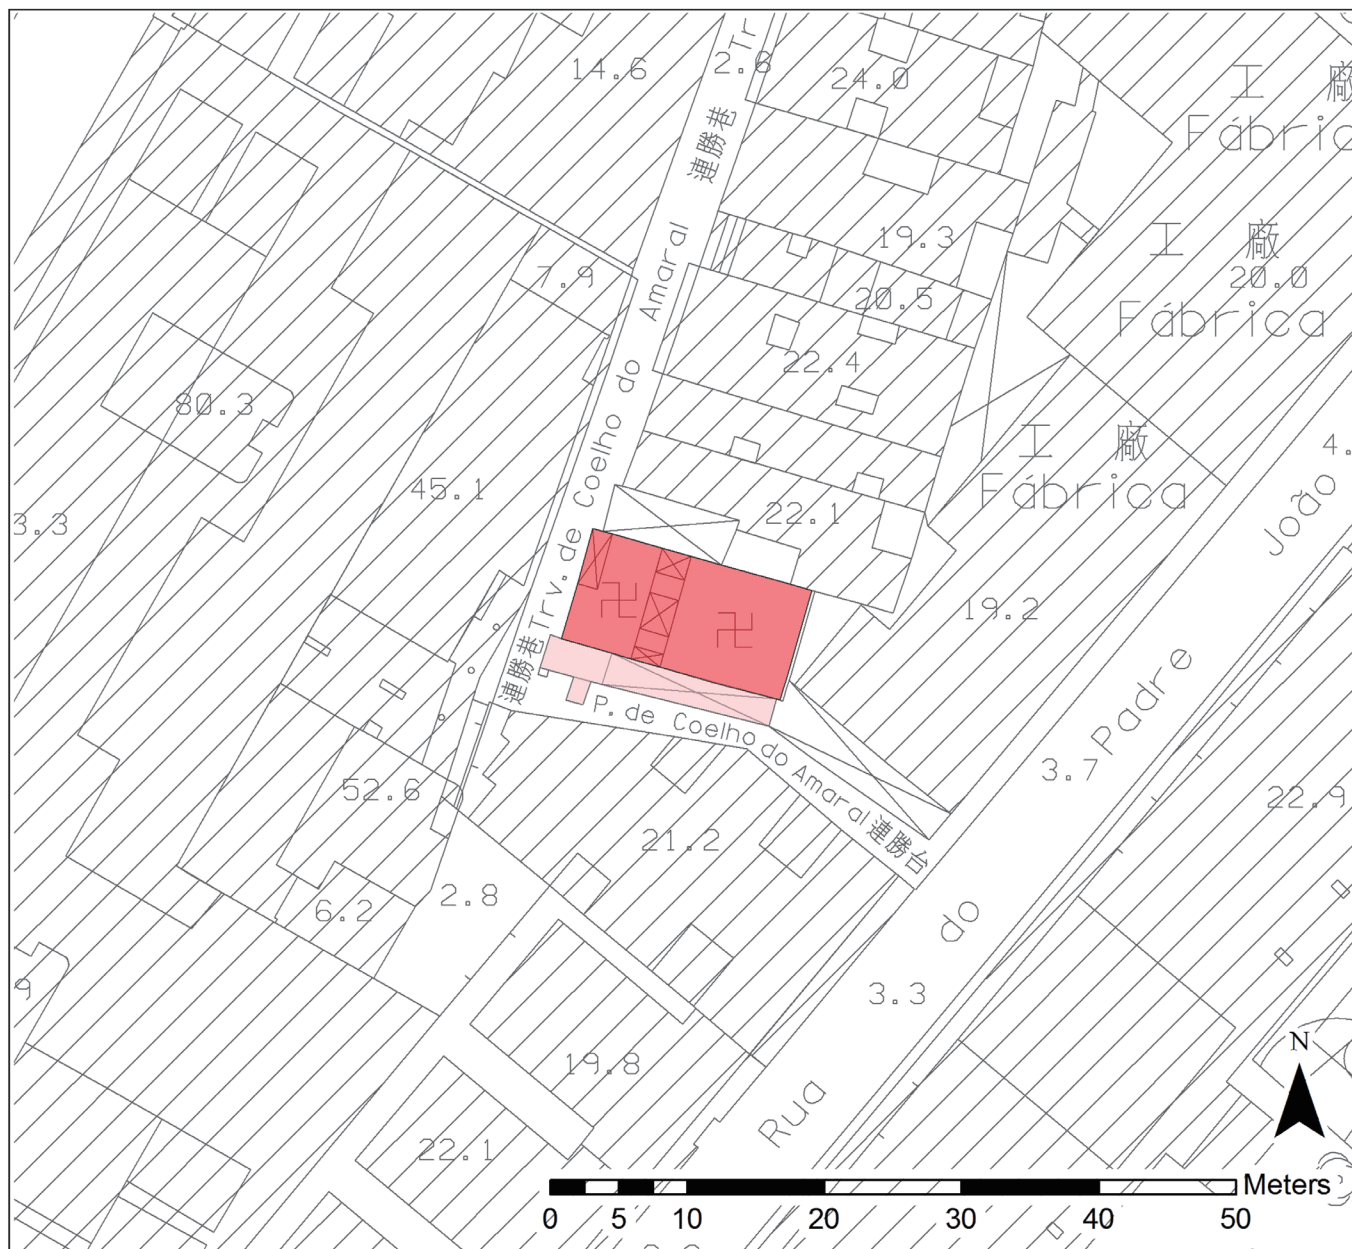 14.6
2.6
Tr
24.0
工 廠
Fábric
連勝巷
19.3
工 廠
20.0
Fábrica
7.9
20.5
22.4
80.3
Trv. de Coelho do Amaral
工 廠
Fábrica
45.1
3.3
22.1
4.
連勝巷
卍
卍
19.2
P. de Coelho do Amaral 連勝台
Rua do Padre João
3.7
52.6
22.9
21.2
6.2
2.8
9
3.3
19.8
22.1
N
Meters
0 5 10 20 30 40 50